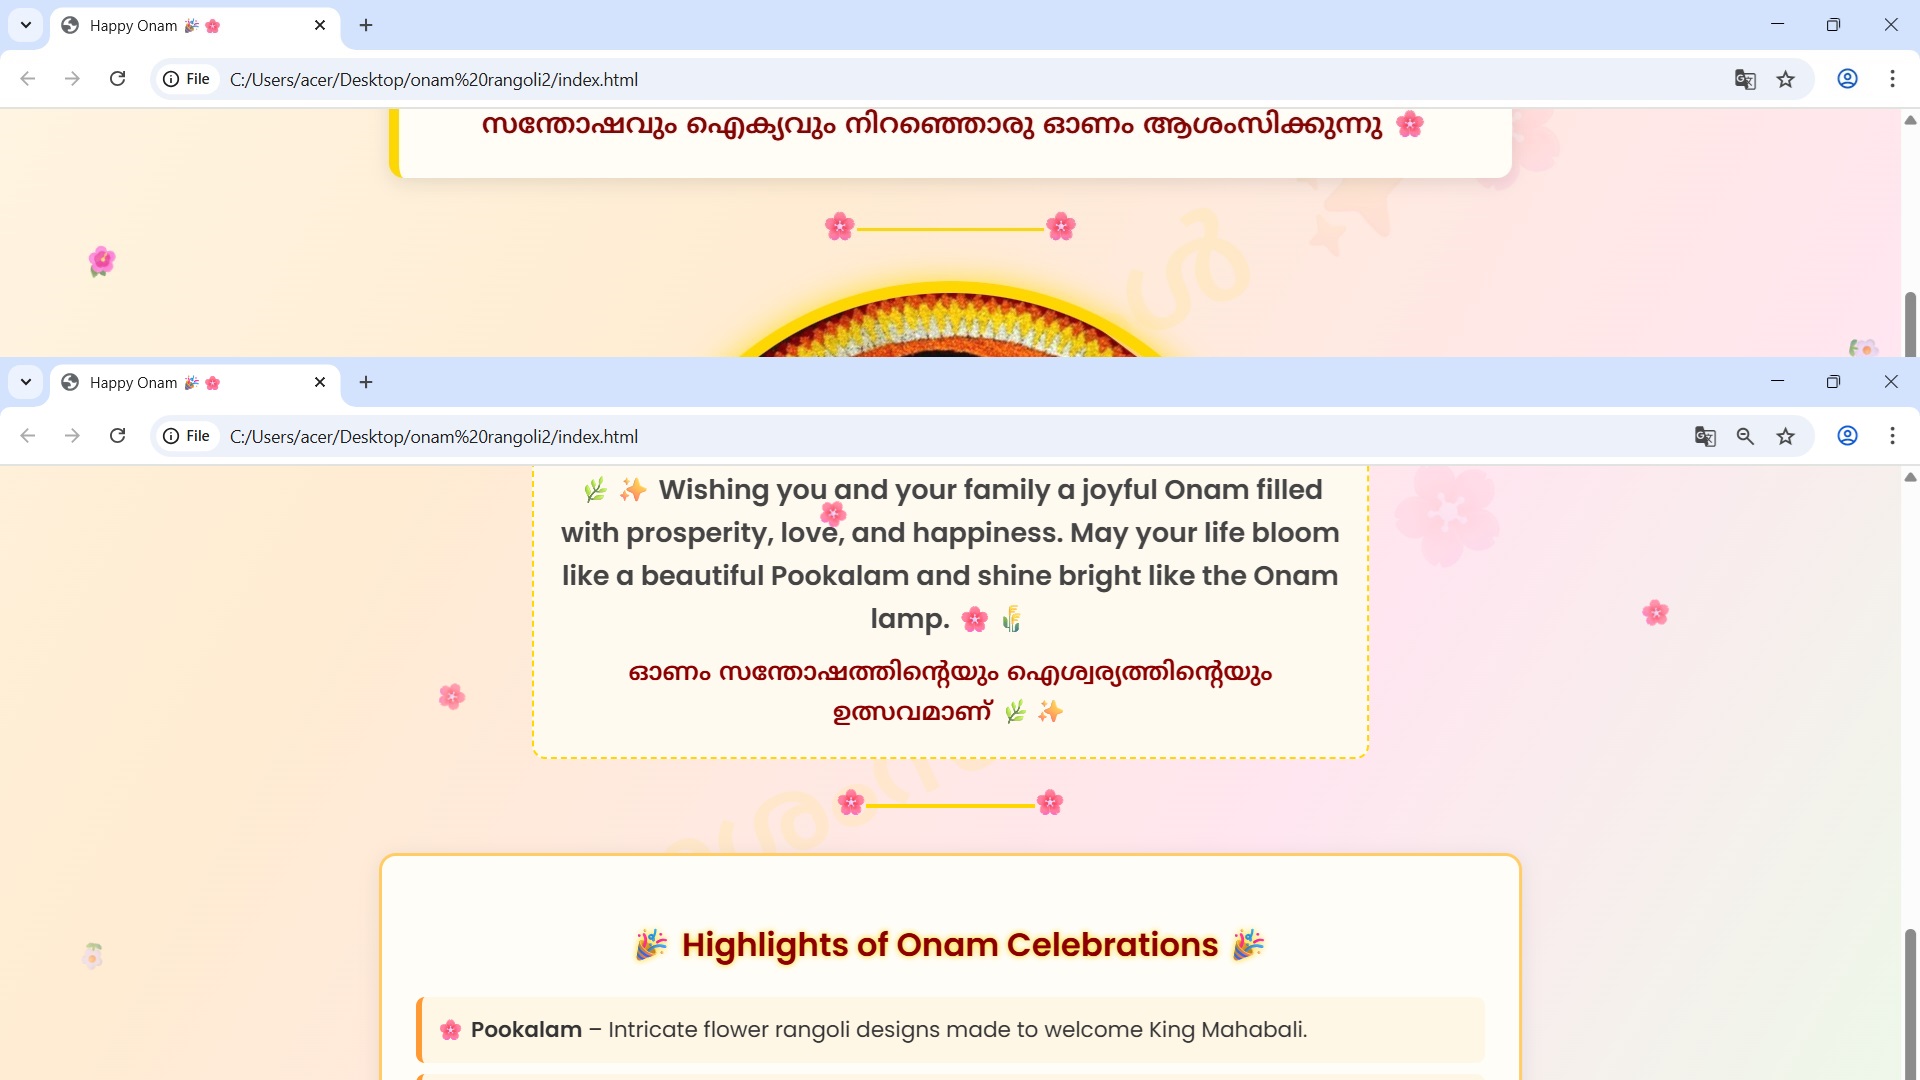 Happy Onam 🎉 🌸
File C:/Users/acer/Desktop/onam%20rangoli2/index.html
സന്തോഷവും ഐക്യവും നിറഞ്ഞൊരു ഓണം ആശംസിക്കുന്നു 🌸
Happy Onam 🎉 🌸
File C:/Users/acer/Desktop/onam%20rangoli2/index.html
🌿 ✨ Wishing you and your family a joyful Onam filled
with prosperity, love, and happiness. May your life bloom
like a beautiful Pookalam and shine bright like the Onam
lamp. 🌸 🌾
ഓണം സന്തോഷത്തിന്റെയും ഐശ്വര്യത്തിന്റെയും
ഉത്സവമാണ് 🌿 ✨
🎉 Highlights of Onam Celebrations 🎉
🌸 Pookalam – Intricate flower rangoli designs made to welcome King Mahabali.